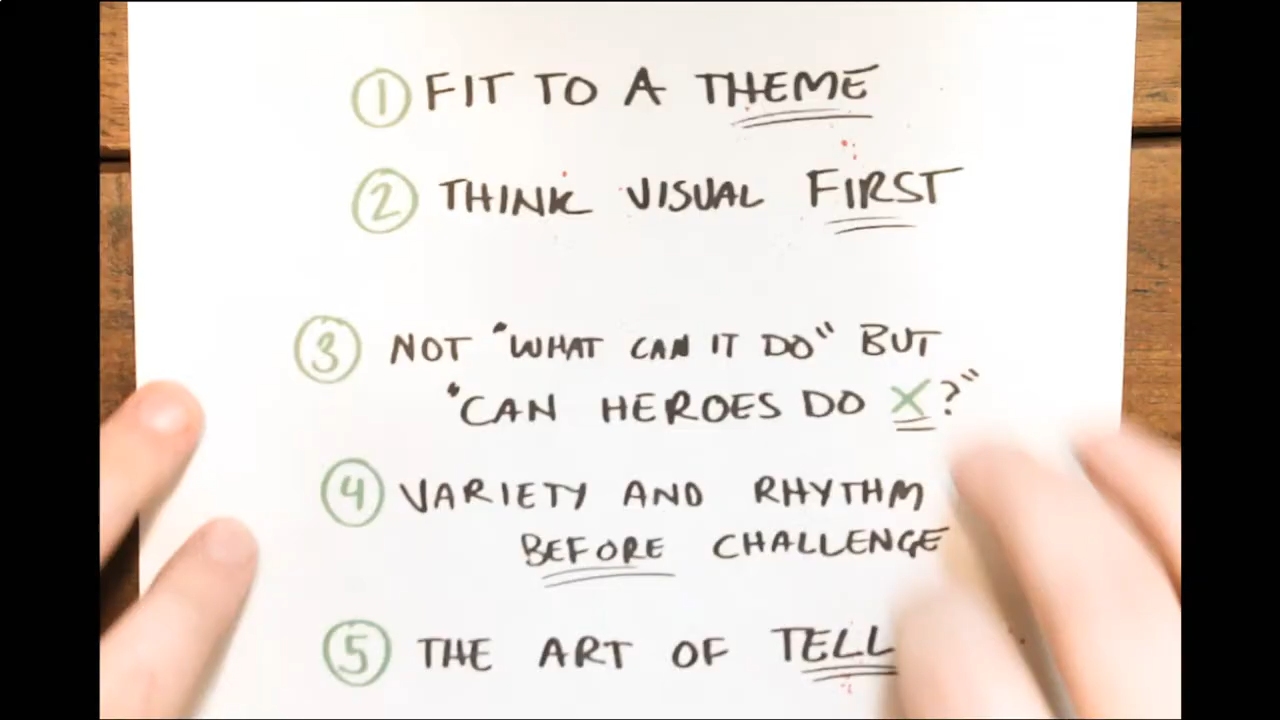 ① FIT TO A THEME
② THINK VISUAL FIRST
③ NOT "WHAT CAN IT DO" BUT
"CAN HEROES DO X?"
④ VARIETY AND RHYTHM
BEFORE CHALLENGE
⑤ THE ART OF TELL